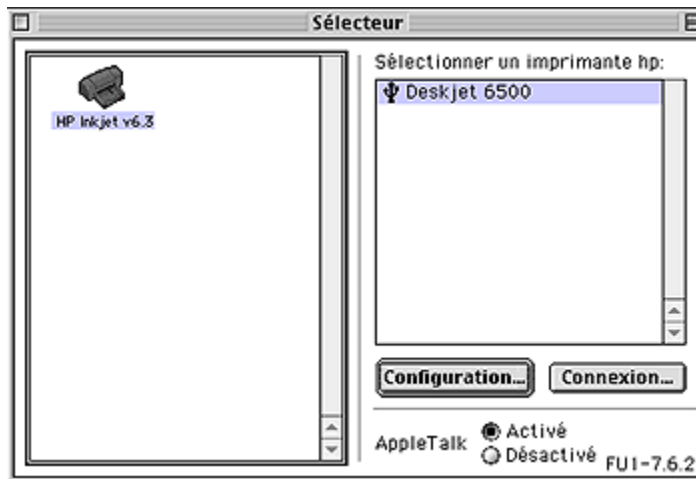 Sélecteur
HP Inkjet v6.3
Sélectionner un imprimante hp:
Deskjet 6500
Configuration...
Connexion...
AppleTalk
Activé
Désactivé
FU1-7.6.2